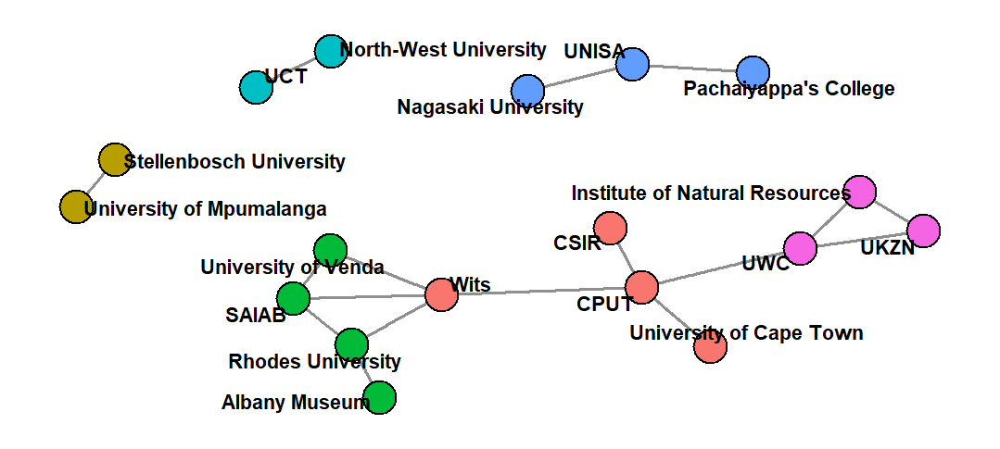 North-West University
UNISA
UCT
Pachaiyappa's College
Nagasaki University
Stellenbosch University
Institute of Natural Resources
University of Mpumalanga
CSIR
UKZN
UWC
University of Venda
Wits
CPUT
SAIAB
University of Cape Town
Rhodes University
Albany Museum